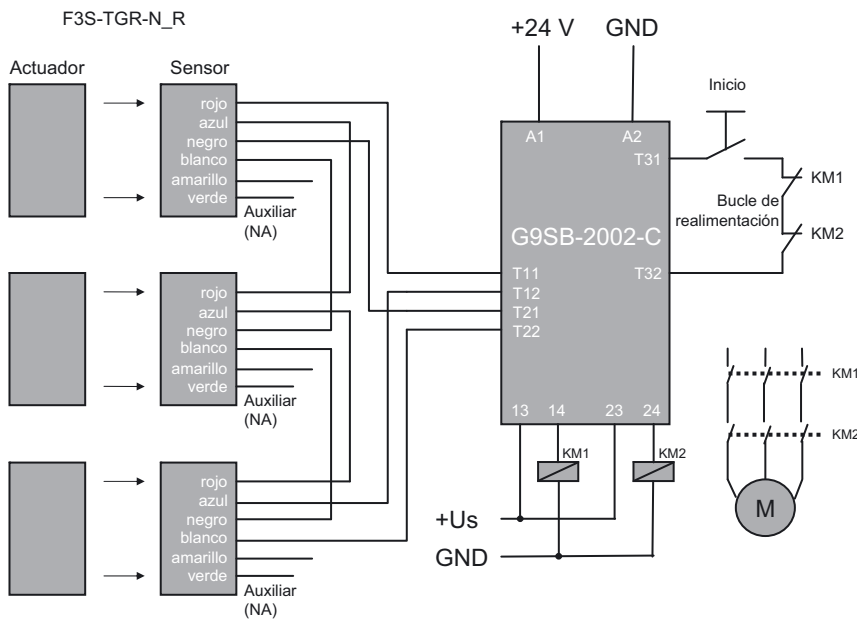 F3S-TGR-N_R
Actuador
Sensor
rojo
azul
negro
blanco
amarillo
verde
Auxiliar
(NA)
rojo
azul
negro
blanco
amarillo
verde
Auxiliar
(NA)
rojo
azul
negro
blanco
amarillo
verde
Auxiliar
(NA)
+24 V
GND
A1
A2
T31
G9SB-2002-C
T11
T12
T21
T22
T32
13
14
23
24
Inicio
KM1
Bucle de
realimentación
KM2
KM1
KM2
+Us
GND
KM1
KM2
M